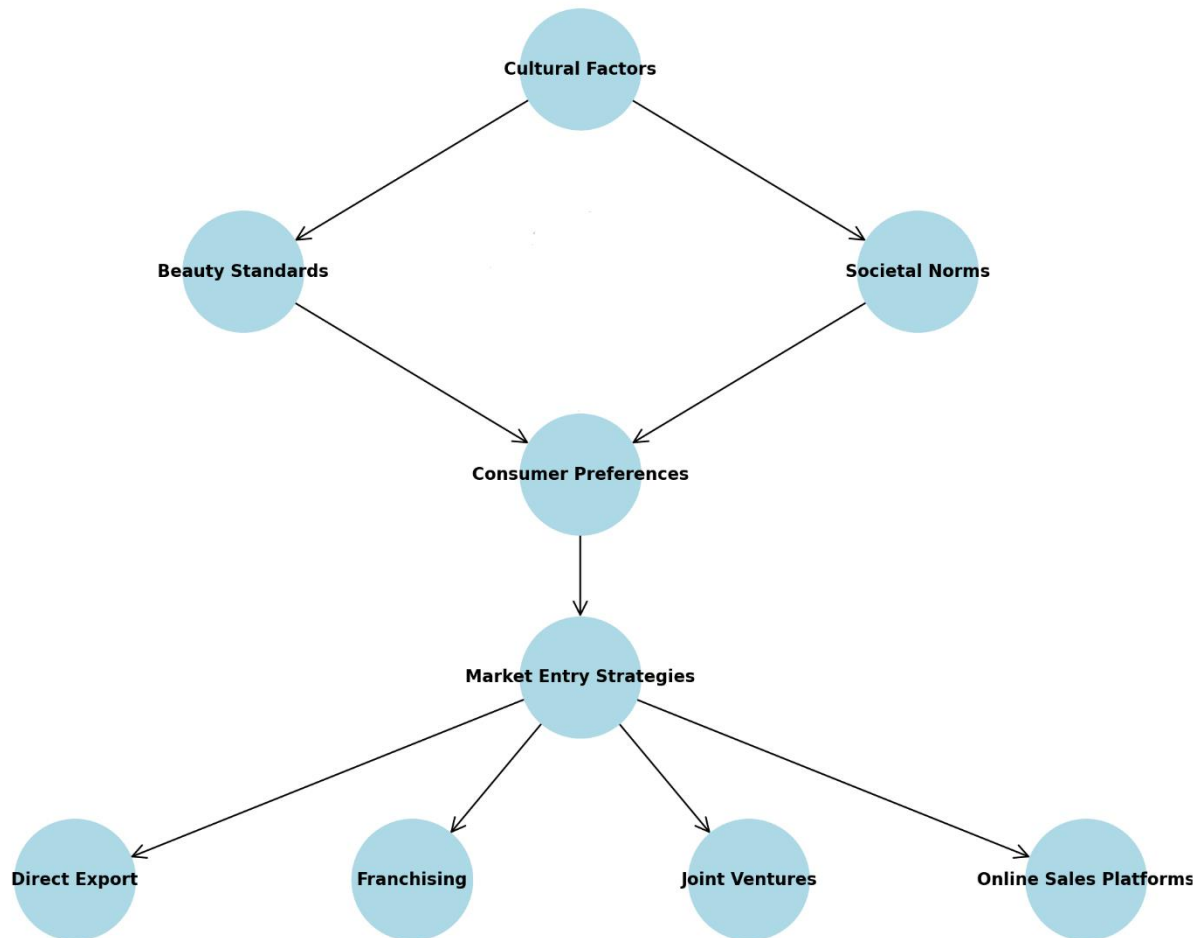 Cultural Factors
Beauty Standards
Societal Norms
Consumer Preferences
Market Entry Strategies
Direct Export
Franchising
Joint Ventures
Online Sales Platforms